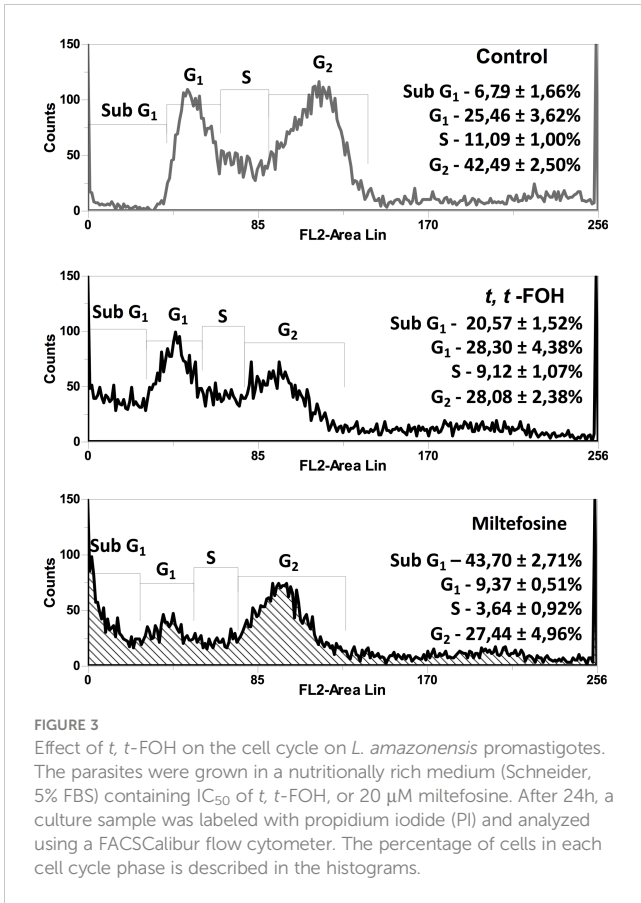 150
100
50
0
Counts
Sub G₁
G₁
S
G₂
Control
Sub G₁ - 6,79 ± 1,66%
G₁ - 25,46 ± 3,62%
S - 11,09 ± 1,00%
G₂ - 42,49 ± 2,50%
0 85 170 256
FL2-Area Lin
150
100
50
0
Counts
Sub G₁
G₁
S
G₂
t, t -FOH
Sub G₁ - 20,57 ± 1,52%
G₁ - 28,30 ± 4,38%
S - 9,12 ± 1,07%
G₂ - 28,08 ± 2,38%
0 85 170 256
FL2-Area Lin
150
100
50
0
Counts
Sub G₁
G₁
S
G₂
Miltefosine
Sub G₁ – 43,70 ± 2,71%
G₁ - 9,37 ± 0,51%
S - 3,64 ± 0,92%
G₂ - 27,44 ± 4,96%
0 85 170 256
FL2-Area Lin
FIGURE 3
Effect of t, t-FOH on the cell cycle on L. amazonensis promastigotes.
The parasites were grown in a nutritionally rich medium (Schneider,
5% FBS) containing IC₅₀ of t, t-FOH, or 20 μM miltefosine. After 24h, a
culture sample was labeled with propidium iodide (PI) and analyzed
using a FACSCalibur flow cytometer. The percentage of cells in each
cell cycle phase is described in the histograms.